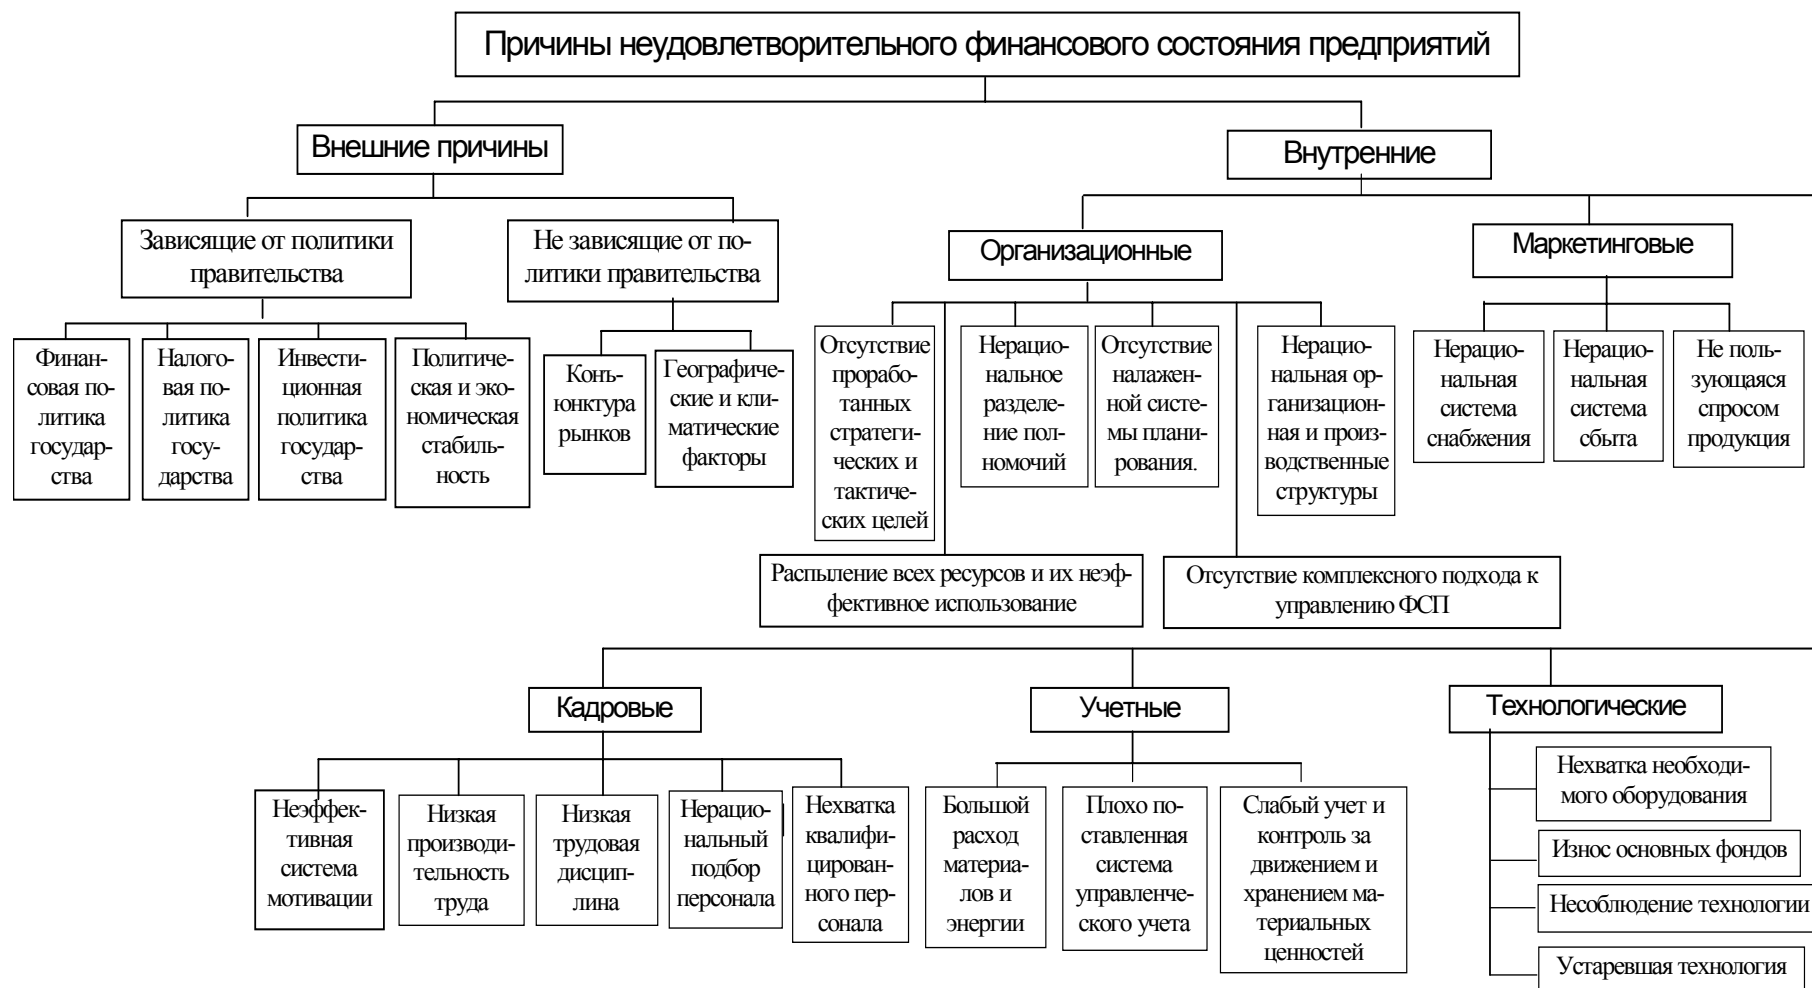 Причины неудовлетворительного финансового состояния предприятий
Внешние причины
Внутренние
Зависящие от политики
правительства
Не зависящие от по-
литики правительства
Организационные
Маркетинговые
Финан-
совая по-
литика
государ-
ства
Налого-
вая по-
литика
госу-
дарства
Инвести-
ционная
политика
государ-
ства
Политиче-
ская и эко-
номическая
стабиль-
ность
Конъ-
юнктура
рынков
Географиче-
ские и кли-
матические
факторы
Отсутствие
прорабо-
танных
стратеги-
ческих и
тактиче-
ских целей
Нерацио-
нальное
разделе-
ние пол-
номочий
Отсутствие
налажен-
ной систе-
мы плани-
рования.
Нерацио-
нальная ор-
ганизацион-
ная и произ-
водственные
структуры
Нерацио-
нальная
система
снабжения
Нерацио-
нальная
система
сбыта
Не поль-
зующаяся
спросом
продукция
Распыление всех ресурсов и их неэф-
фективное использование
Отсутствие комплексного подхода к
управлению ФСП
Кадровые
Учетные
Технологические
Неэффек-
тивная
система
мотивации
Низкая
производи-
тельность
труда
Низкая
трудовая
дисцип-
лина
Нерацио-
нальный
подбор
персонала
Нехватка
квалифи-
цирован-
ного пер-
сонала
Большой
расход
материа-
лов и
энергии
Плохо по-
ставленная
система
управленче-
ского учета
Слабый учет и
контроль за
движением и
хранением ма-
териальных
ценностей
Нехватка необходи-
мого оборудования
Износ основных фондов
Несоблюдение технологии
Устаревшая технология